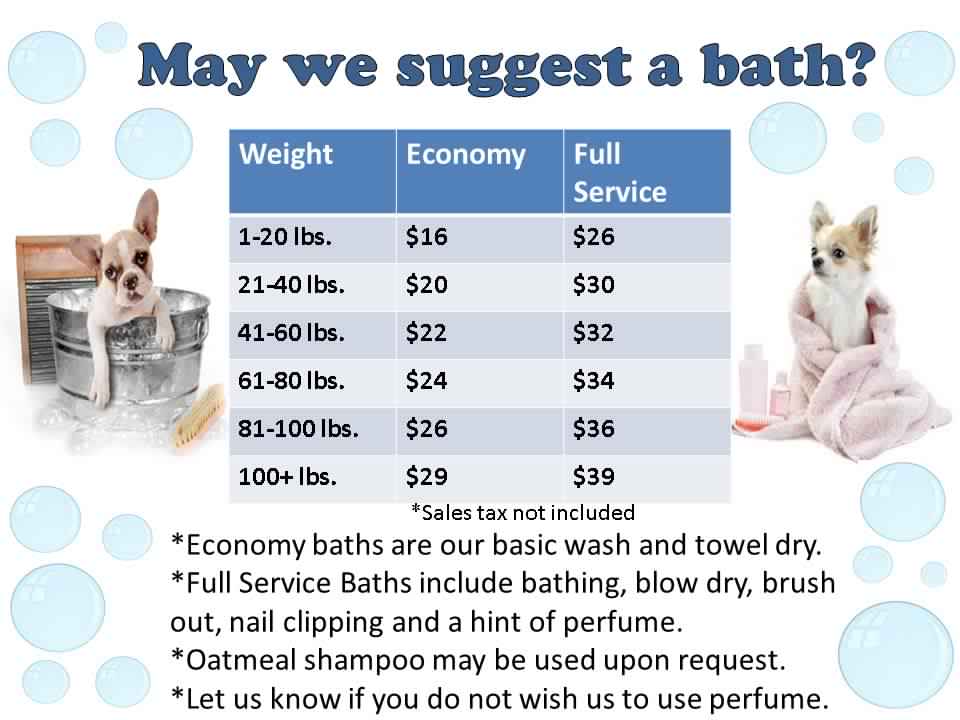 May we suggest a bath?
Weight Economy Full Service
1-20 lbs. $16 $26
21-40 lbs. $20 $30
41-60 lbs. $22 $32
61-80 lbs. $24 $34
81-100 lbs. $26 $36
100+ lbs. $29 $39
*Sales tax not included
*Economy baths are our basic wash and towel dry.
*Full Service Baths include bathing, blow dry, brush
out, nail clipping and a hint of perfume.
*Oatmeal shampoo may be used upon request.
*Let us know if you do not wish us to use perfume.